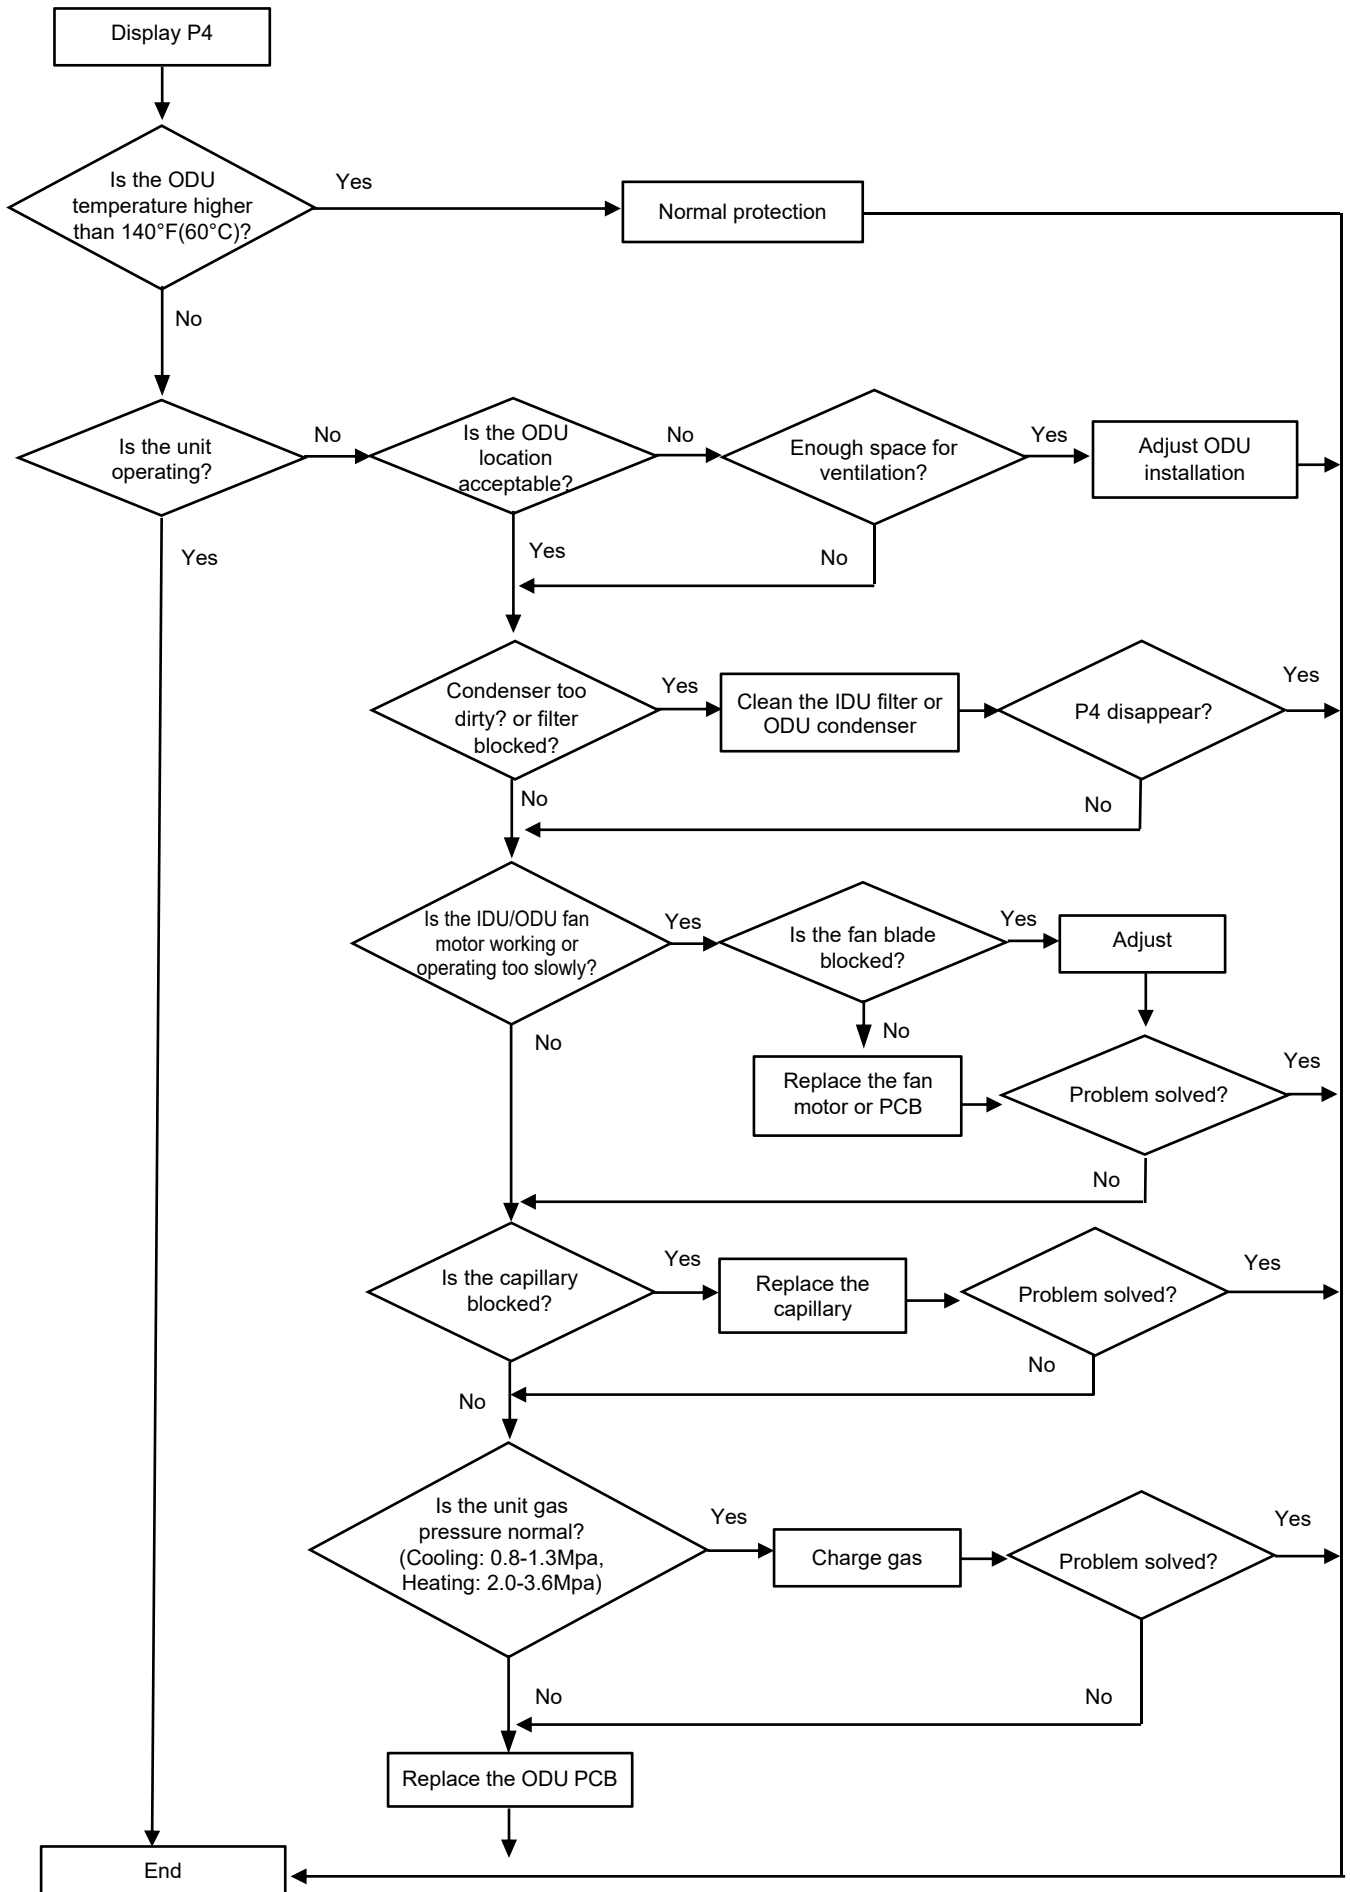 Display P4
Is the ODU
temperature higher
than 140°F(60°C)?
Yes
Normal protection
No
Is the unit
operating?
No
Is the ODU
location
acceptable?
No
Enough space for
ventilation?
Yes
Adjust ODU
installation
Yes
Yes
No
Condenser too
dirty? or filter
blocked?
Yes
Clean the IDU filter or
ODU condenser
P4 disappear?
Yes
No
No
Is the IDU/ODU fan
motor working or
operating too slowly?
Yes
Is the fan blade
blocked?
Yes
Adjust
No
No
Replace the fan
motor or PCB
Problem solved?
Yes
No
Is the capillary
blocked?
Yes
Replace the
capillary
Problem solved?
Yes
No
No
Is the unit gas
pressure normal?
(Cooling: 0.8-1.3Mpa,
Heating: 2.0-3.6Mpa)
Yes
Charge gas
Problem solved?
Yes
No
No
Replace the ODU PCB
End